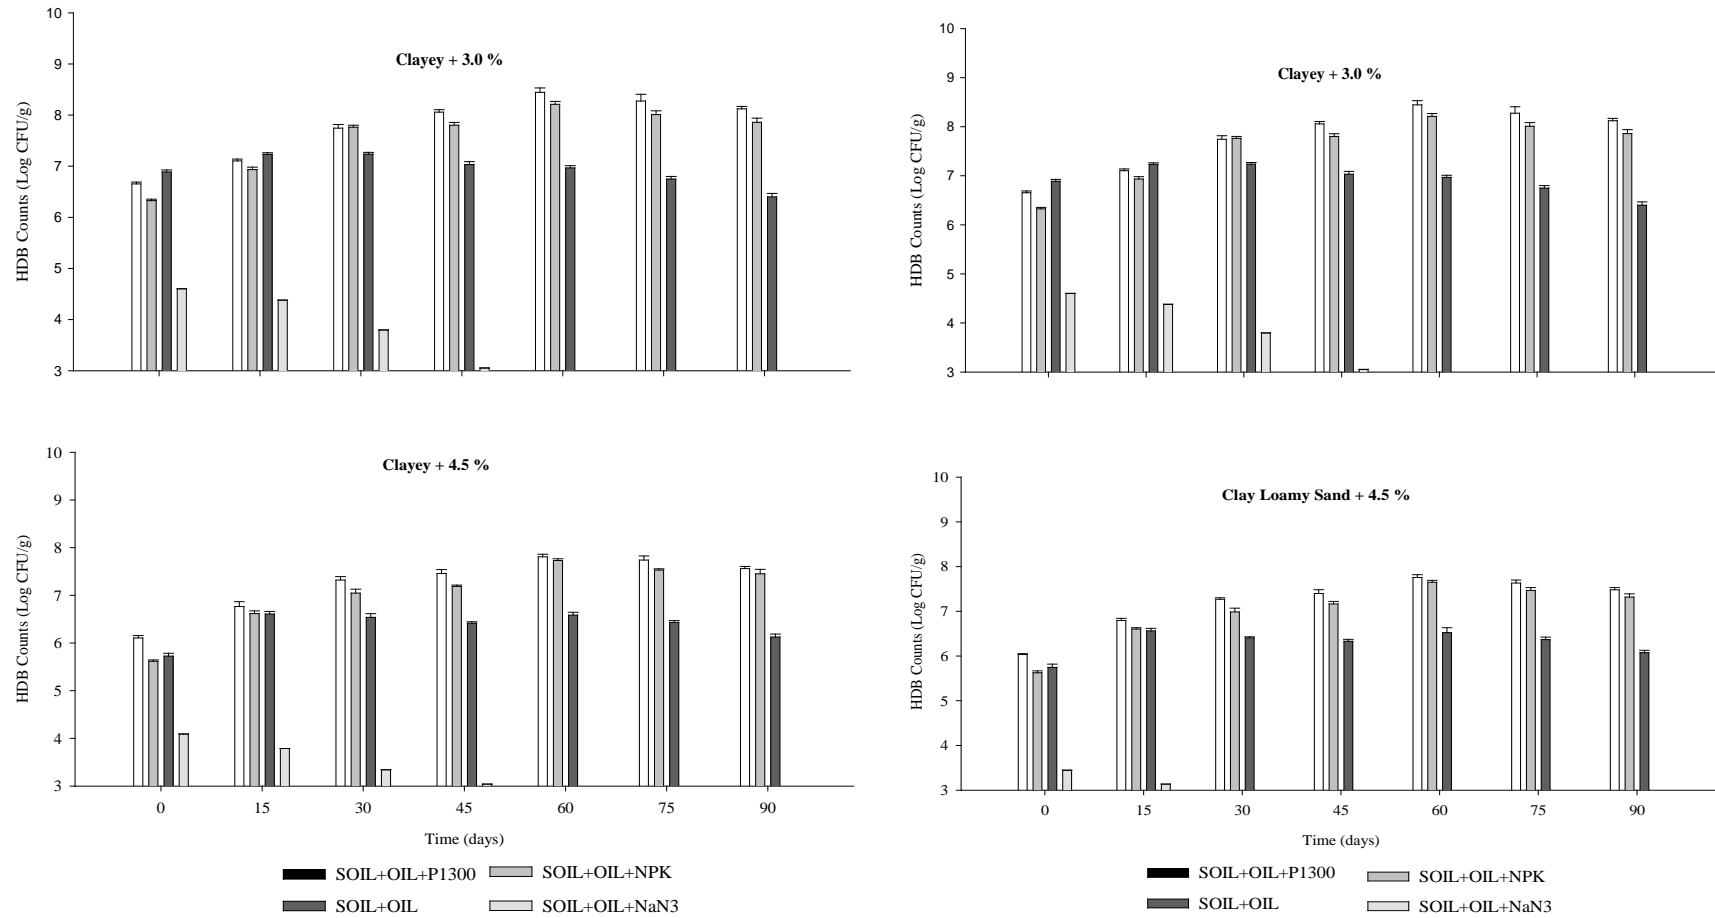 Clayey + 3.0 %
HDB Counts (Log CFU/g)
10
9
8
7
6
5
4
3
Clayey + 3.0 %
HDB Counts (Log CFU/g)
10
9
8
7
6
5
4
3
Clayey + 4.5 %
HDB Counts (Log CFU/g)
10
9
8
7
6
5
4
3
0 15 30 45 60 75 90
Time (days)
SOIL+OIL+P1300 SOIL+OIL+NPK
SOIL+OIL SOIL+OIL+NaN3
Clay Loamy Sand + 4.5 %
HDB Counts (Log CFU/g)
10
9
8
7
6
5
4
3
0 15 30 45 60 75 90
Time (days)
SOIL+OIL+P1300 SOIL+OIL+NPK
SOIL+OIL SOIL+OIL+NaN3